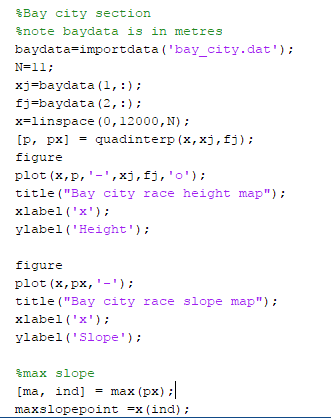 %Bay city section
%note baydata is in metres
baydata=importdata('bay_city.dat');
N=11;
xj=baydata(1,:);
fj=baydata(2,:);
x=linspace(0,12000,N);
[p, px] = quadinterp(x,xj,fj);
figure
plot(x,p,'-',xj,fj,'o');
title("Bay city race height map");
xlabel('x');
ylabel('Height');
figure
plot(x,px,'-');
title("Bay city race slope map");
xlabel('x');
ylabel('Slope');
%max slope
[ma, ind] = max(px);
maxslopepoint =x(ind);